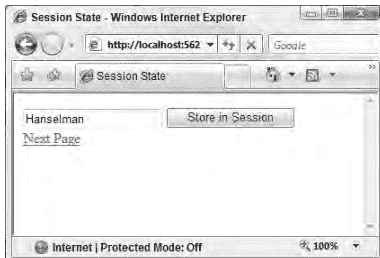 Session State - Windows Internet Explorer
http://localhost:562
Google
Session State
Hanselman
Store in Session
Next Page
Internet | Protected Mode: Off
100%